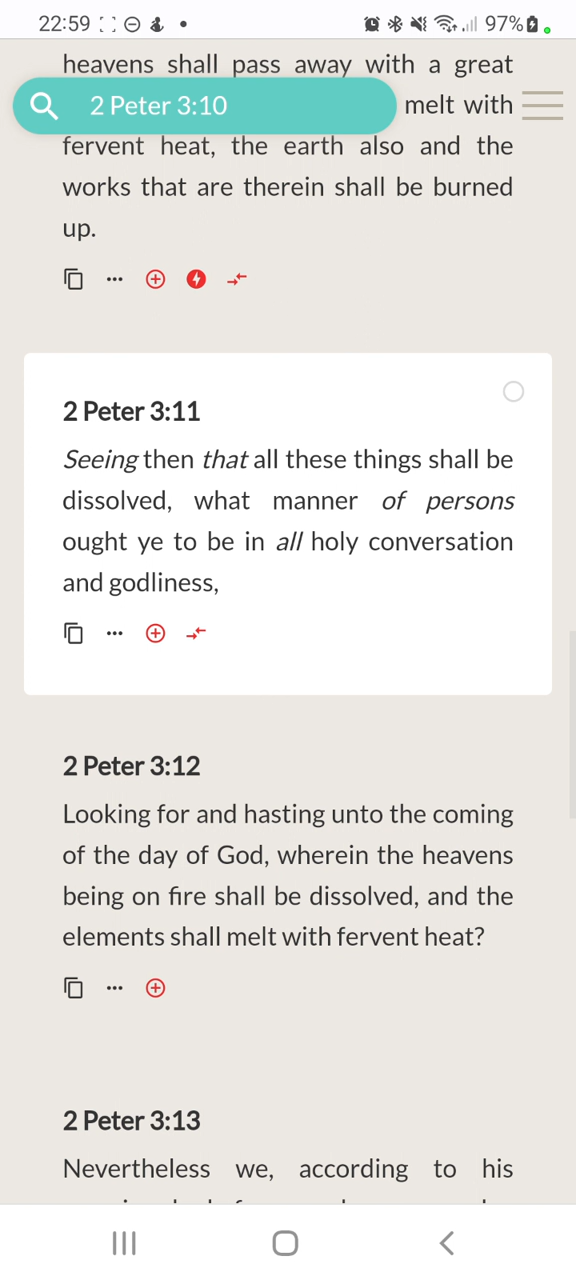 22:59
97%
heavens shall pass away with a great
2 Peter 3:10
melt with
fervent heat, the earth also and the
works that are therein shall be burned
up.
2 Peter 3:11
Seeing then that all these things shall be
dissolved, what manner of persons
ought ye to be in all holy conversation
and godliness,
2 Peter 3:12
Looking for and hasting unto the coming
of the day of God, wherein the heavens
being on fire shall be dissolved, and the
elements shall melt with fervent heat?
2 Peter 3:13
Nevertheless we, according to his